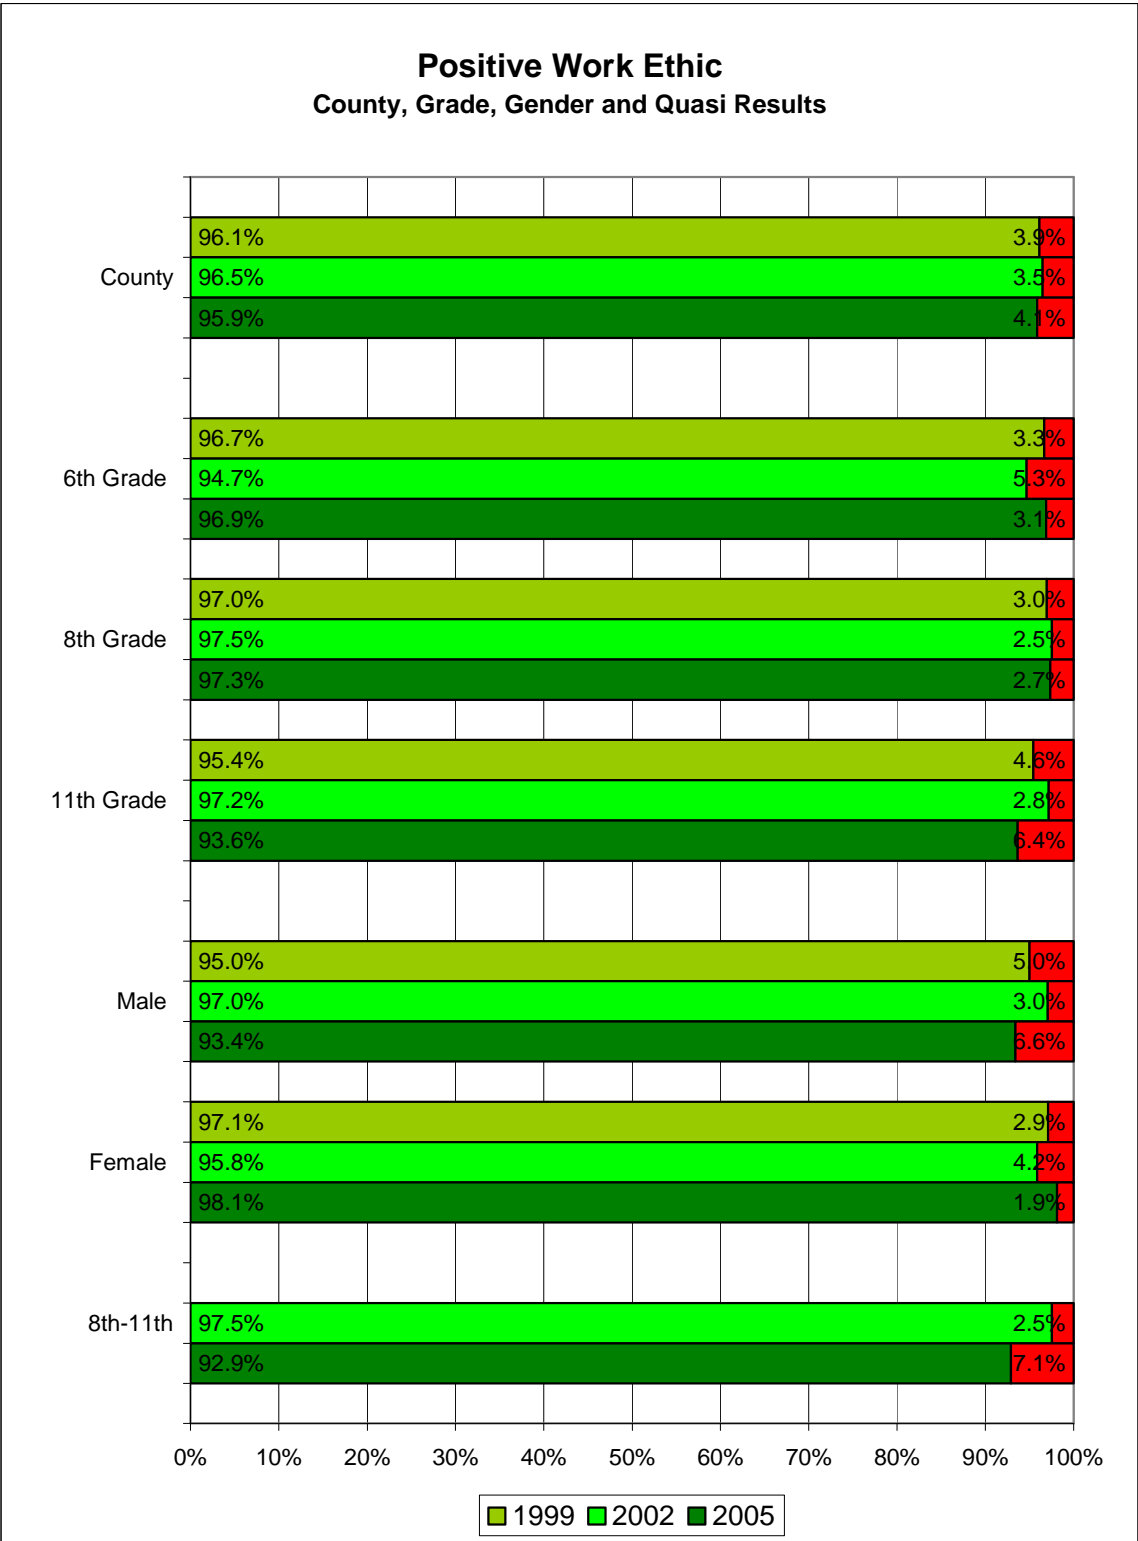 Positive Work Ethic
County, Grade, Gender and Quasi Results
96.1% 3.9%
County 96.5% 3.5%
95.9% 4.1%
96.7% 3.3%
6th Grade 94.7% 5.3%
96.9% 3.1%
97.0% 3.0%
8th Grade 97.5% 2.5%
97.3% 2.7%
95.4% 4.6%
11th Grade 97.2% 2.8%
93.6% 6.4%
95.0% 5.0%
Male 97.0% 3.0%
93.4% 6.6%
97.1% 2.9%
Female 95.8% 4.2%
98.1% 1.9%
8th-11th 97.5% 2.5%
92.9% 7.1%
0% 10% 20% 30% 40% 50% 60% 70% 80% 90% 100%
1999 2002 2005